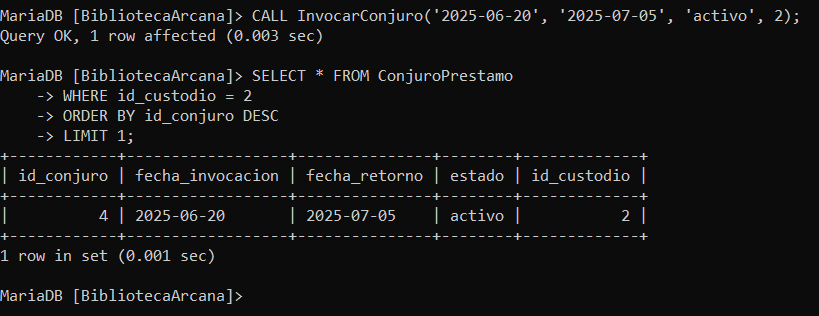 MariaDB [BibliotecaArcana]> CALL InvocarConjuro('2025-06-20', '2025-07-05', 'activo', 2);
Query OK, 1 row affected (0.003 sec)

MariaDB [BibliotecaArcana]> SELECT * FROM ConjuroPrestamo
    -> WHERE id_custodio = 2
    -> ORDER BY id_conjuro DESC
    -> LIMIT 1;
+------------+------------------+---------------+--------+-------------+
| id_conjuro | fecha_invocacion | fecha_retorno | estado | id_custodio |
+------------+------------------+---------------+--------+-------------+
|          4 | 2025-06-20       | 2025-07-05    | activo |           2 |
+------------+------------------+---------------+--------+-------------+
1 row in set (0.001 sec)

MariaDB [BibliotecaArcana]>